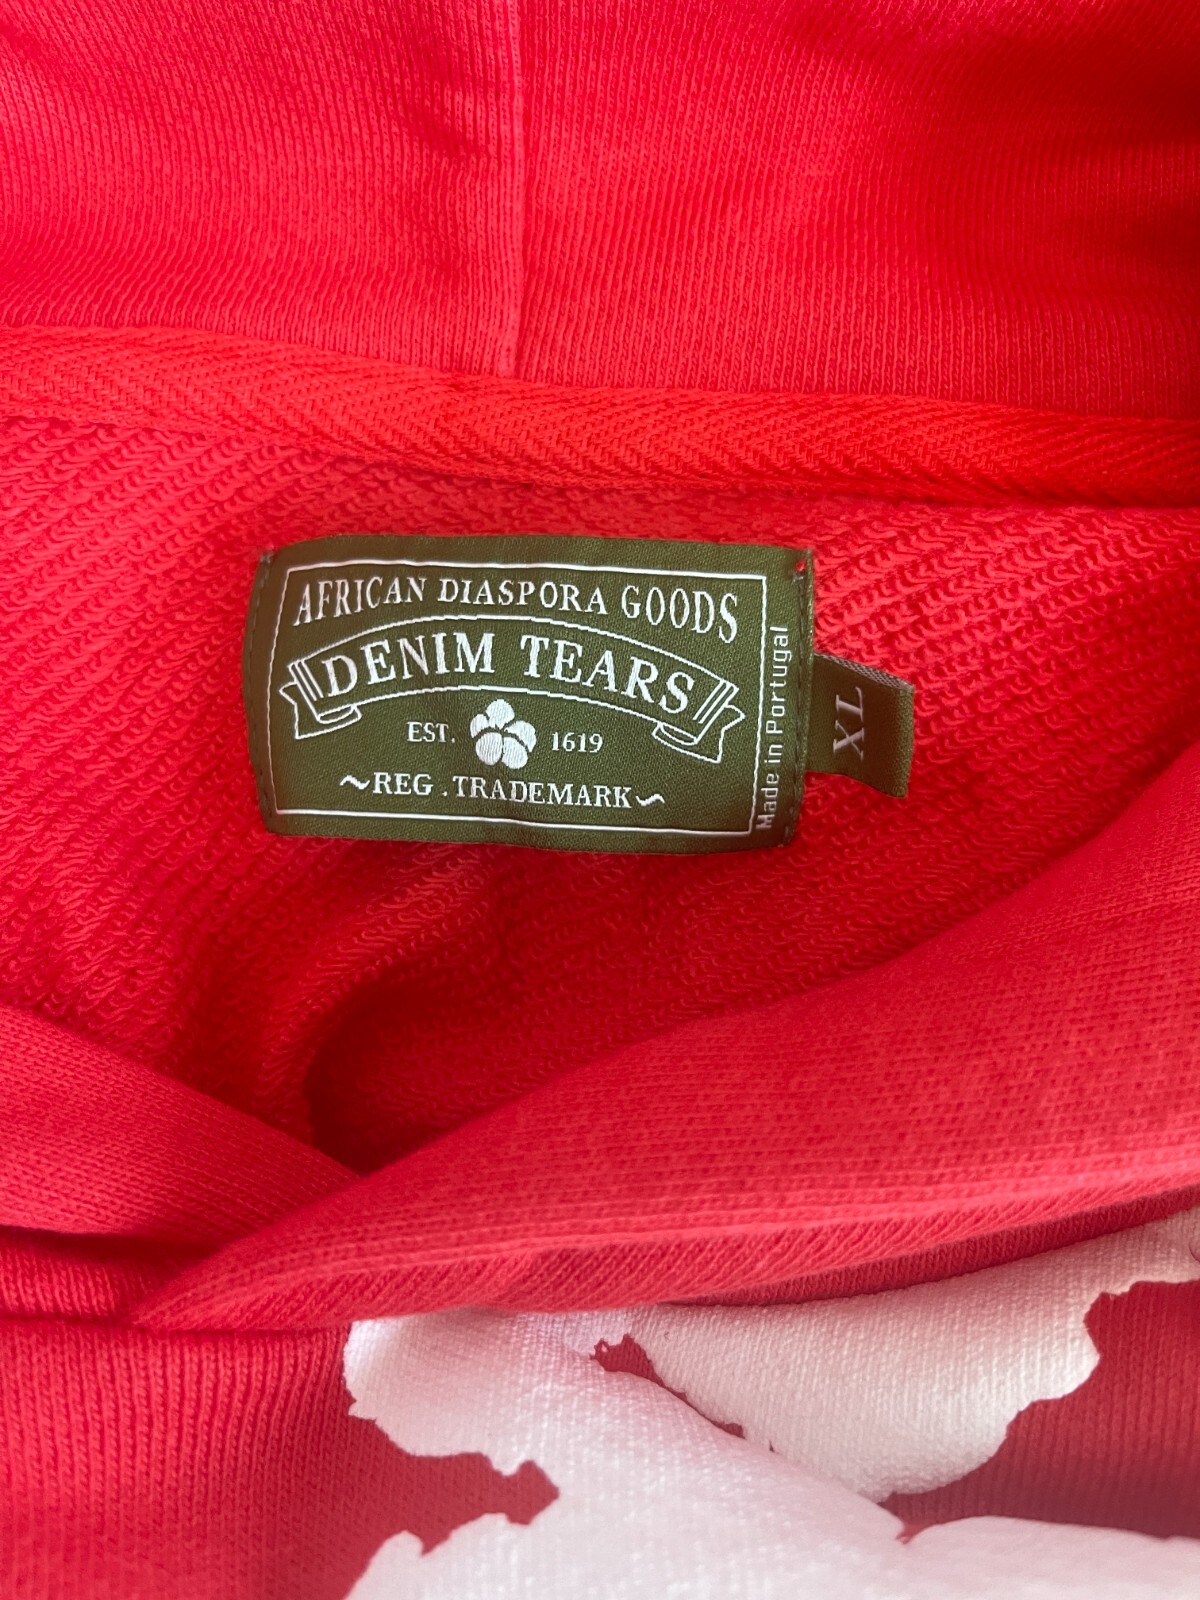 AFRICAN DIASPORA GOODS
DENIM TEARS
EST. 1619
~REG .TRADEMARK~
Made in Portugal
XL